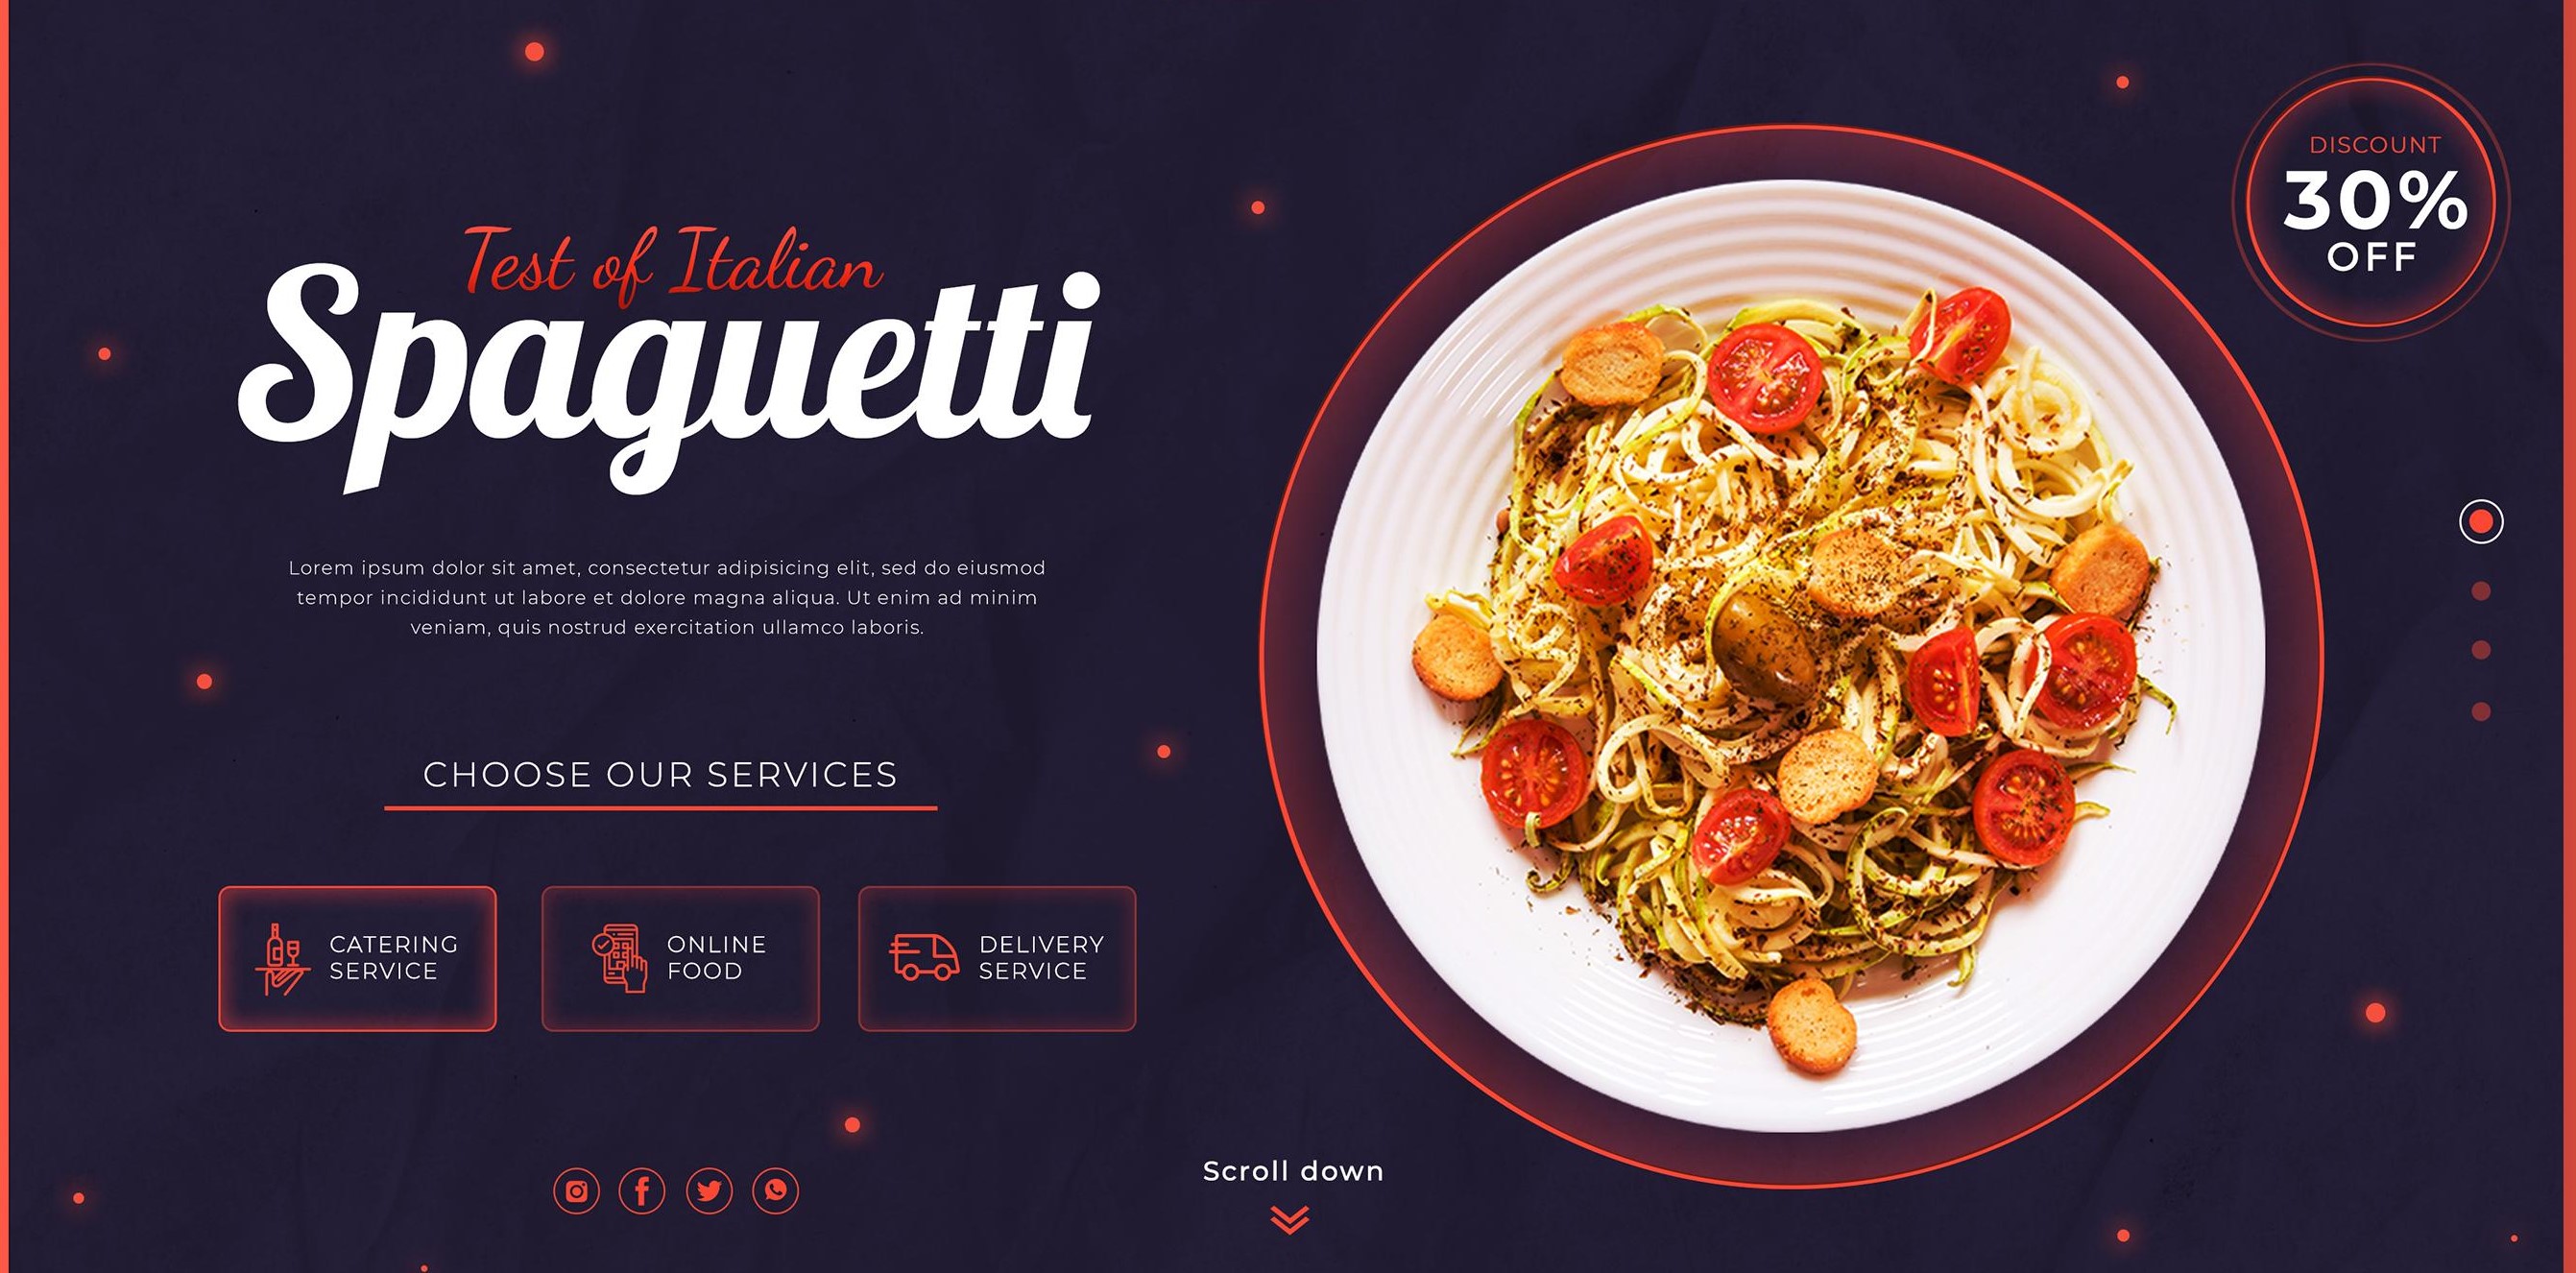 Test of Italian
Spaguetti
Lorem ipsum dolor sit amet, consectetur adipisicing elit, sed do eiusmod
tempor incididunt ut labore et dolore magna aliqua. Ut enim ad minim
veniam, quis nostrud exercitation ullamco laboris.
CHOOSE OUR SERVICES
CATERING
SERVICE
ONLINE
FOOD
DELIVERY
SERVICE
Scroll down
DISCOUNT
30%
OFF